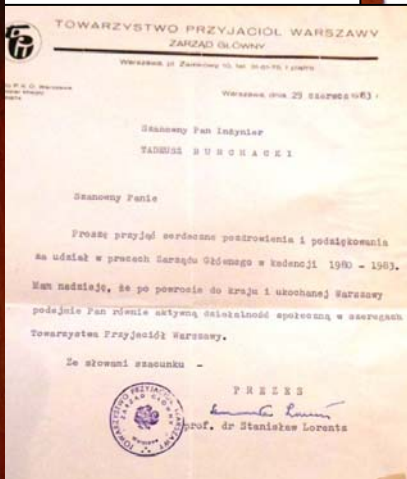 TOWARZYSTWO PRZYJACIÓŁ WARSZAWY
ZARZĄD GŁÓWNY
Warszawa, pl. Zamkowy 10, tel.
Warszawa, dnia 29 czerwca 1983 r
Szanowny Pan Inżynier
TADEUSZ BURCHACKI
Szanowny Panie
Proszę przyjąć serdeczne pozdrowienia i podziękowania
za udział w pracach Zarządu Głównego w kadencji 1980 - 1983.
Mam nadzieję, że po powrocie do kraju i ukochanej Warszawy
podejmie Pan równie aktywną działalność społeczną w szeregach
Towarzystwa Przyjaciół Warszawy.
Ze słowami szacunku -
PREZES
prof. dr Stanisław Lorentz
TOWARZYSTWO PRZYJACIÓŁ WARSZAWY
ZARZĄD GŁÓWNY